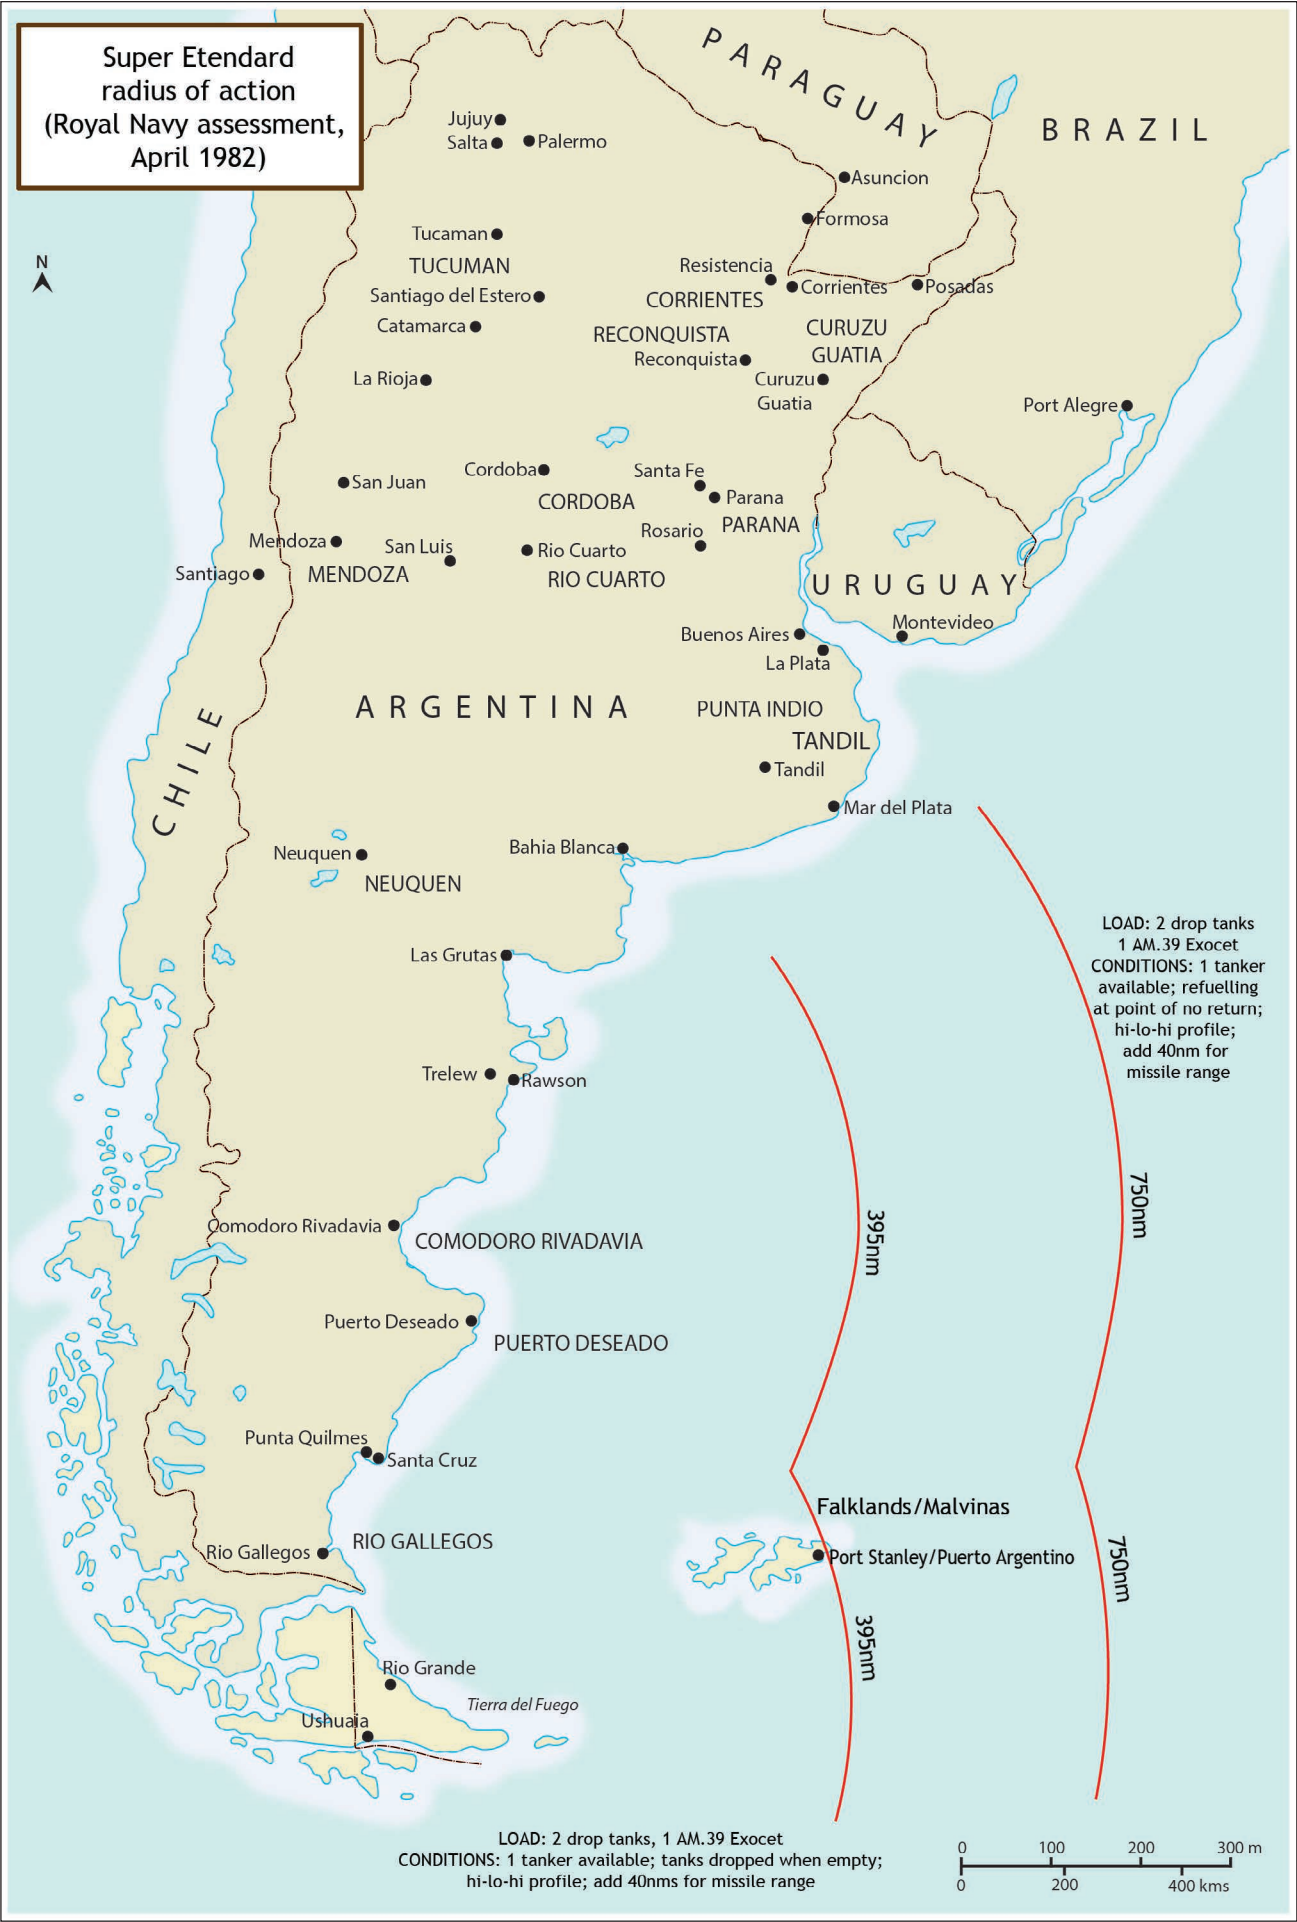 Super Etendard
radius of action
(Royal Navy assessment,
April 1982)
PARAGUAY
BRAZIL
Jujuy
Salta
Palermo
Asuncion
Formosa
N
Tucaman
TUCUMAN
Resistencia
Santiago del Estero
CORRIENTES
Corrientes
Posadas
Catamarca
RECONQUISTA
CURUZU
GUATIA
Reconquista
La Rioja
Curuzu
Guatia
Port Alegre
Cordoba
Santa Fe
San Juan
CORDOBA
Parana
PARANA
Rosario
Mendoza
San Luis
Rio Cuarto
Santiago
MENDOZA
RIO CUARTO
URUGUAY
Montevideo
Buenos Aires
La Plata
ARGENTINA
PUNTA INDIO
CHILE
TANDIL
Tandil
Mar del Plata
Neuquen
Bahia Blanca
NEUQUEN
LOAD: 2 drop tanks
1 AM.39 Exocet
CONDITIONS: 1 tanker
available; refuelling
at point of no return;
hi-lo-hi profile;
add 40nm for
missile range
Las Grutas
Trelew
Rawson
750nm
395nm
Comodoro Rivadavia
COMODORO RIVADAVIA
Puerto Deseado
PUERTO DESEADO
Punta Quilmes
Santa Cruz
Falklands/Malvinas
RIO GALLEGOS
Rio Gallegos
Port Stanley/Puerto Argentino
750nm
395nm
Rio Grande
Tierra del Fuego
Ushuaia
LOAD: 2 drop tanks, 1 AM.39 Exocet
CONDITIONS: 1 tanker available; tanks dropped when empty;
hi-lo-hi profile; add 40nms for missile range
0 100 200 300 m
0 200 400 kms